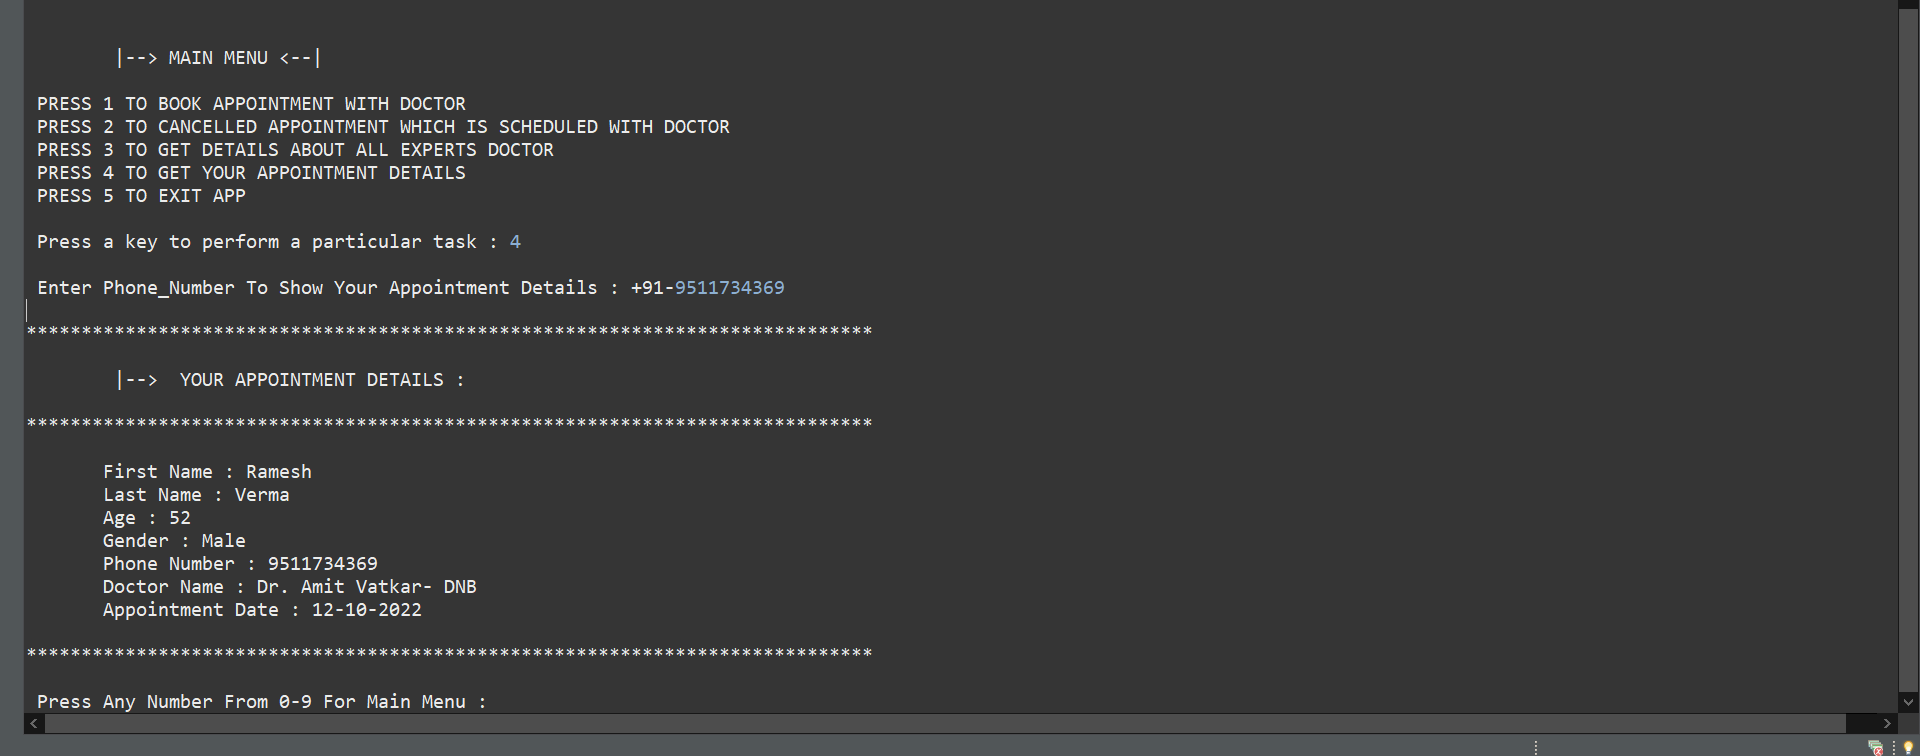 |--> MAIN MENU <--|
PRESS 1 TO BOOK APPOINTMENT WITH DOCTOR
PRESS 2 TO CANCELLED APPOINTMENT WHICH IS SCHEDULED WITH DOCTOR
PRESS 3 TO GET DETAILS ABOUT ALL EXPERTS DOCTOR
PRESS 4 TO GET YOUR APPOINTMENT DETAILS
PRESS 5 TO EXIT APP
Press a key to perform a particular task : 4
Enter Phone_Number To Show Your Appointment Details : +91-9511734369
*****************************************************************************
|-->  YOUR APPOINTMENT DETAILS :
*****************************************************************************
First Name : Ramesh
Last Name : Verma
Age : 52
Gender : Male
Phone Number : 9511734369
Doctor Name : Dr. Amit Vatkar- DNB
Appointment Date : 12-10-2022
*****************************************************************************
Press Any Number From 0-9 For Main Menu :